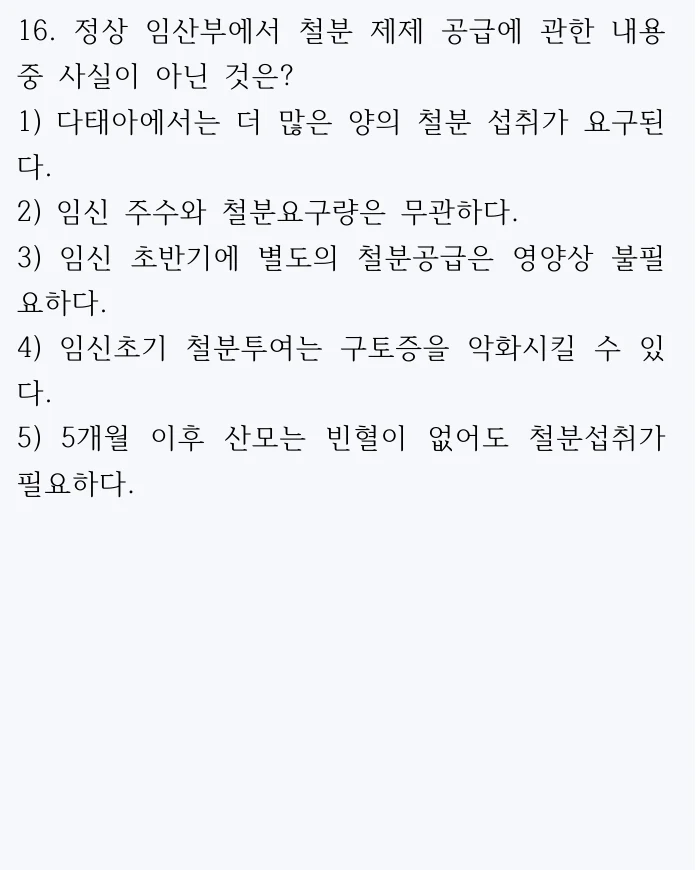 16. 정상 임산부에서 철분 제제 공급에 관한 내용
중 사실이 아닌 것은?
1) 다태아에서는 더 많은 양의 철분 섭취가 요구된
다.
2) 임신 주수와 철분요구량은 무관하다.
3) 임신 초반기에 별도의 철분공급은 영양상 불필
요하다.
4) 임신초기 철분투여는 구토증을 악화시킬 수 있
다.
5) 5개월 이후 산모는 빈혈이 없어도 철분섭취가
필요하다.